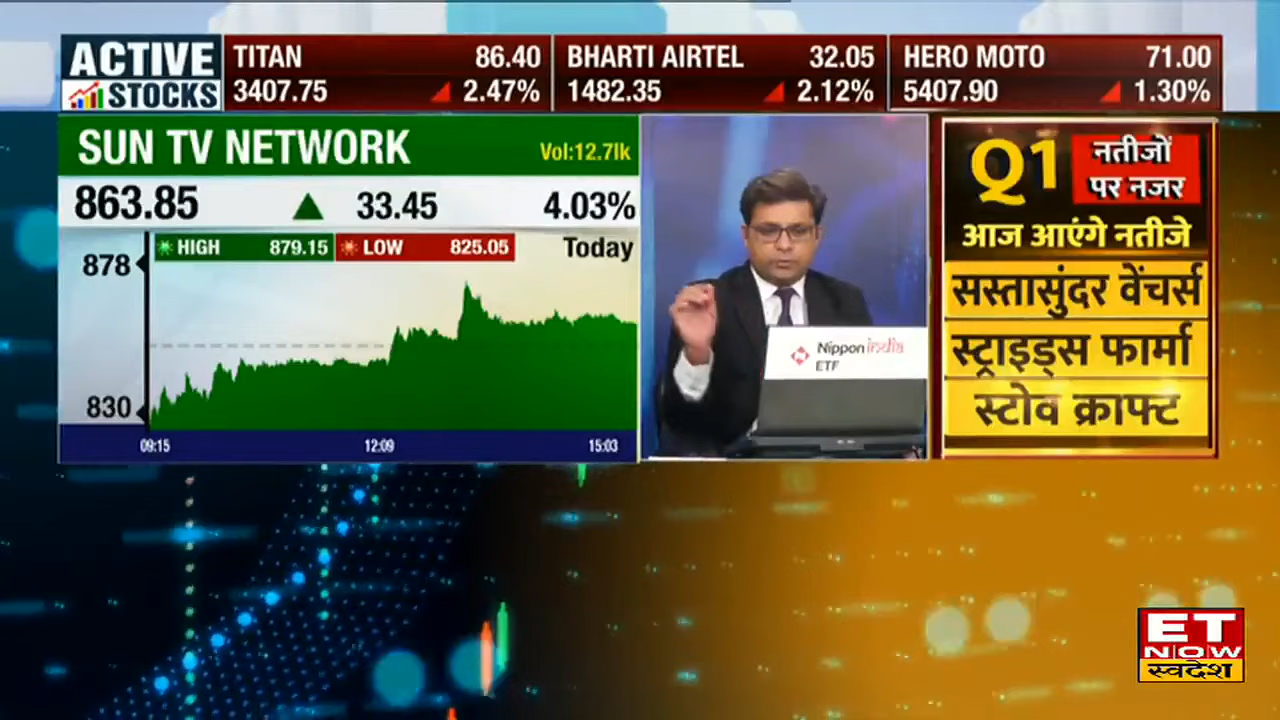 ACTIVE STOCKS
TITAN 86.40
3407.75 2.47%
BHARTI AIRTEL 32.05
1482.35 2.12%
HERO MOTO 71.00
5407.90 1.30%
SUN TV NETWORK Vol:12.7lk
863.85 33.45 4.03%
HIGH 879.15 LOW 825.05 Today
878
830
09:15 12:09 15:03
Nippon india
ETF
Q1 नतीजों
पर नजर
आज आएंगे नतीजे
सस्तासुंदर वेंचर्स
स्ट्राइड्स फार्मा
स्टोव क्राफ्ट
ET
NOW
स्वदेश